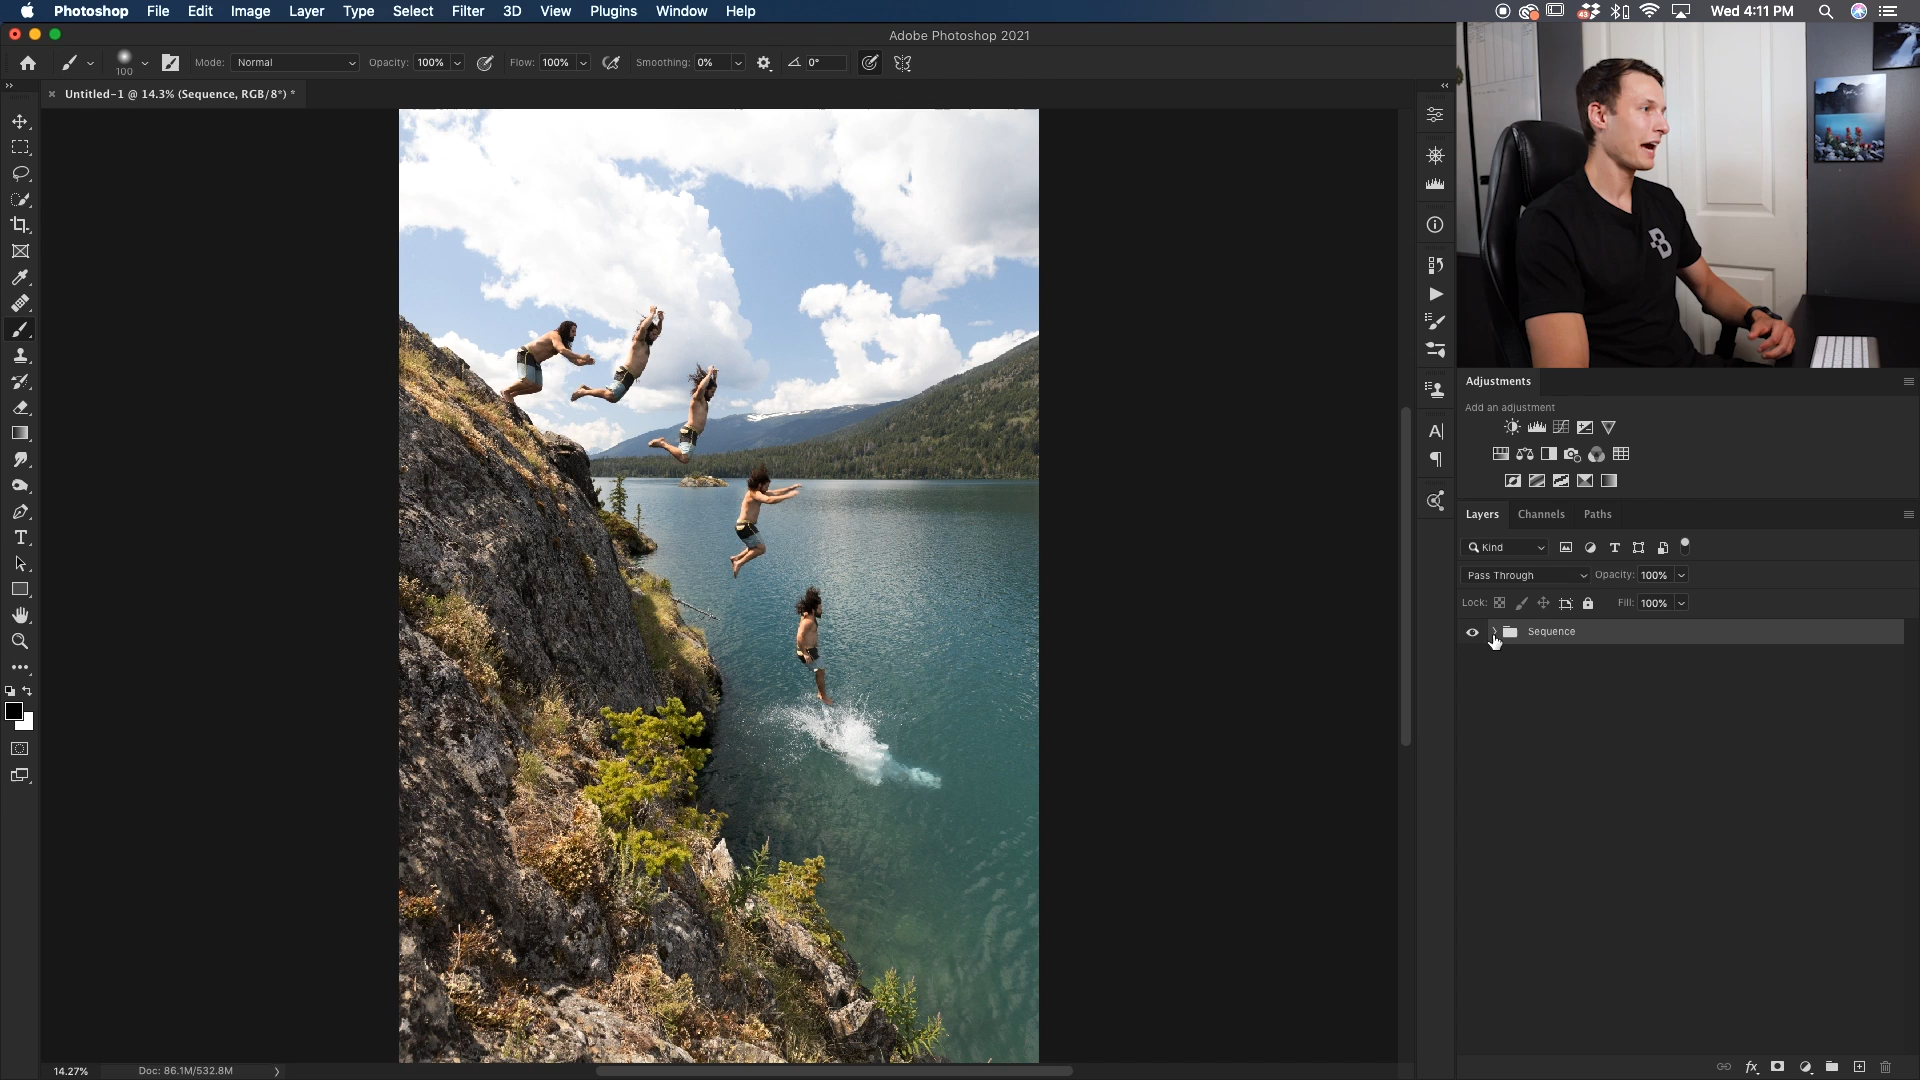 Photoshop File Edit Image Layer Type Select Filter 3D View Plugins Window Help
43
Wed 4:11 PM
Adobe Photoshop 2021
100
Mode: Normal Opacity: 100% Flow: 100% Smoothing: 0% 0°
Untitled-1 @ 14.3% (Sequence, RGB/8*) *
B
Adjustments
Add an adjustment
Layers Channels Paths
Kind
Pass Through Opacity: 100%
Lock: Fill: 100%
Sequence
14.27% Doc: 86.1M/532.8M